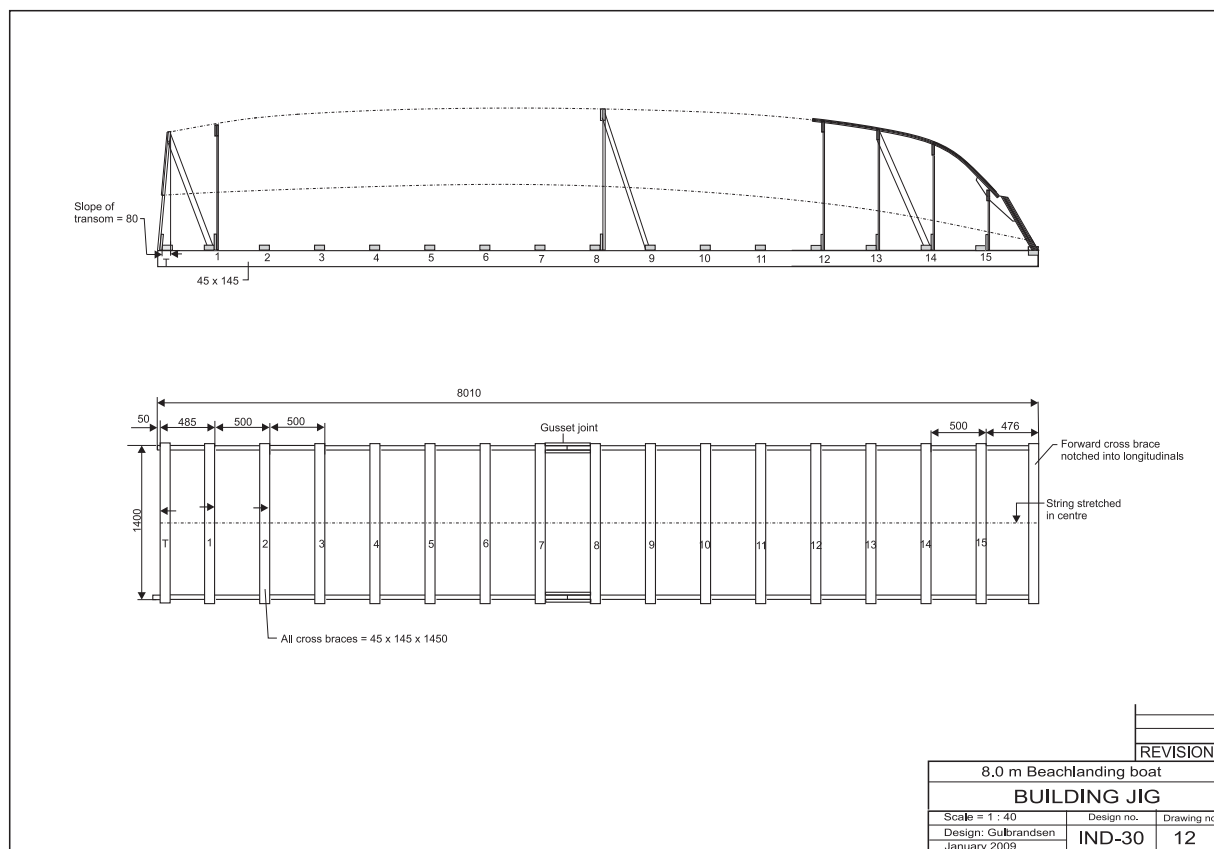 Slope of
transom = 80
T
1
2
3
4
5
6
7
8
9
10
11
12
13
14
15
45 x 145
8010
50
485
500
500
Gusset joint
500
476
Forward cross brace
notched into longitudinals
1400
String stretched
in centre
T
1
2
3
4
5
6
7
8
9
10
11
12
13
14
15
All cross braces = 45 x 145 x 1450
REVISION
8.0 m Beachlanding boat
BUILDING JIG
Scale = 1 : 40
Design no.
Drawing no
Design: Gulbrandsen
January 2009
IND-30
12